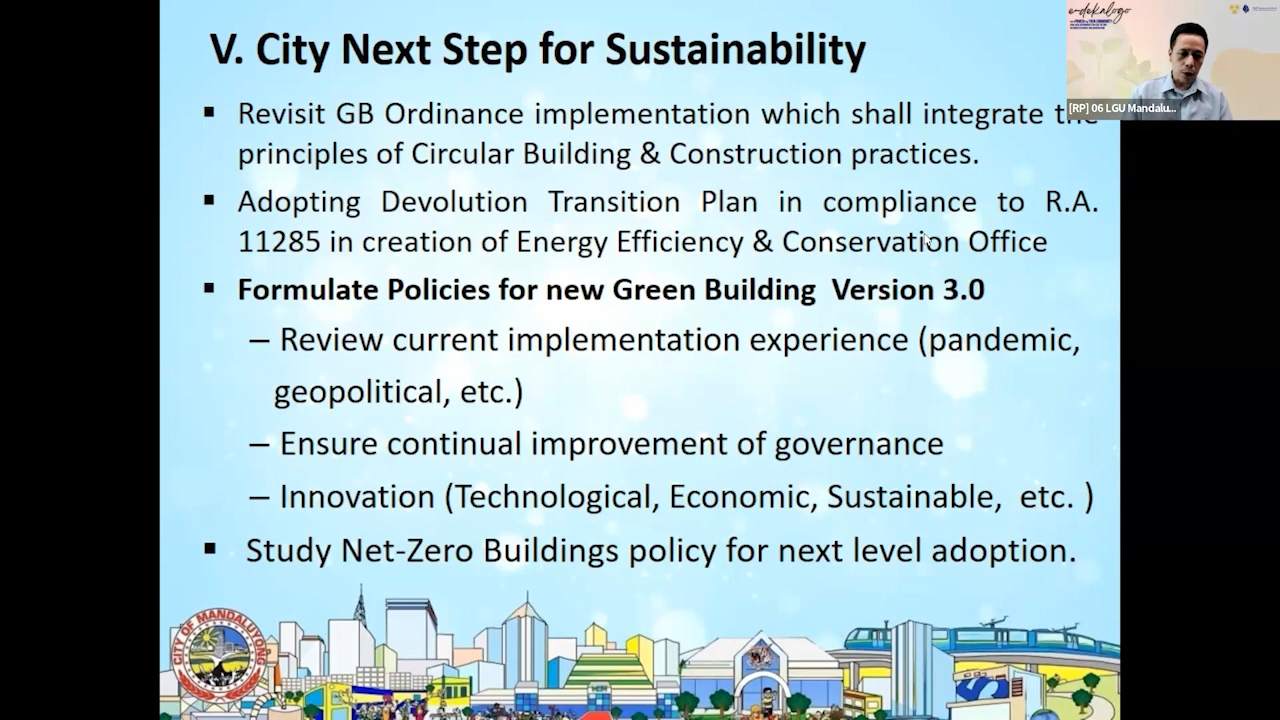 V. City Next Step for Sustainability
▪ Revisit GB Ordinance implementation which shall integrate the
principles of Circular Building & Construction practices.
▪ Adopting Devolution Transition Plan in compliance to R.A.
11285 in creation of Energy Efficiency & Conservation Office
▪ Formulate Policies for new Green Building Version 3.0
– Review current implementation experience (pandemic,
geopolitical, etc.)
– Ensure continual improvement of governance
– Innovation (Technological, Economic, Sustainable, etc. )
▪ Study Net-Zero Buildings policy for next level adoption.
CITY OF MANDALUYONG
e-dekalogo
[RP] 06 LGU Mandalu...